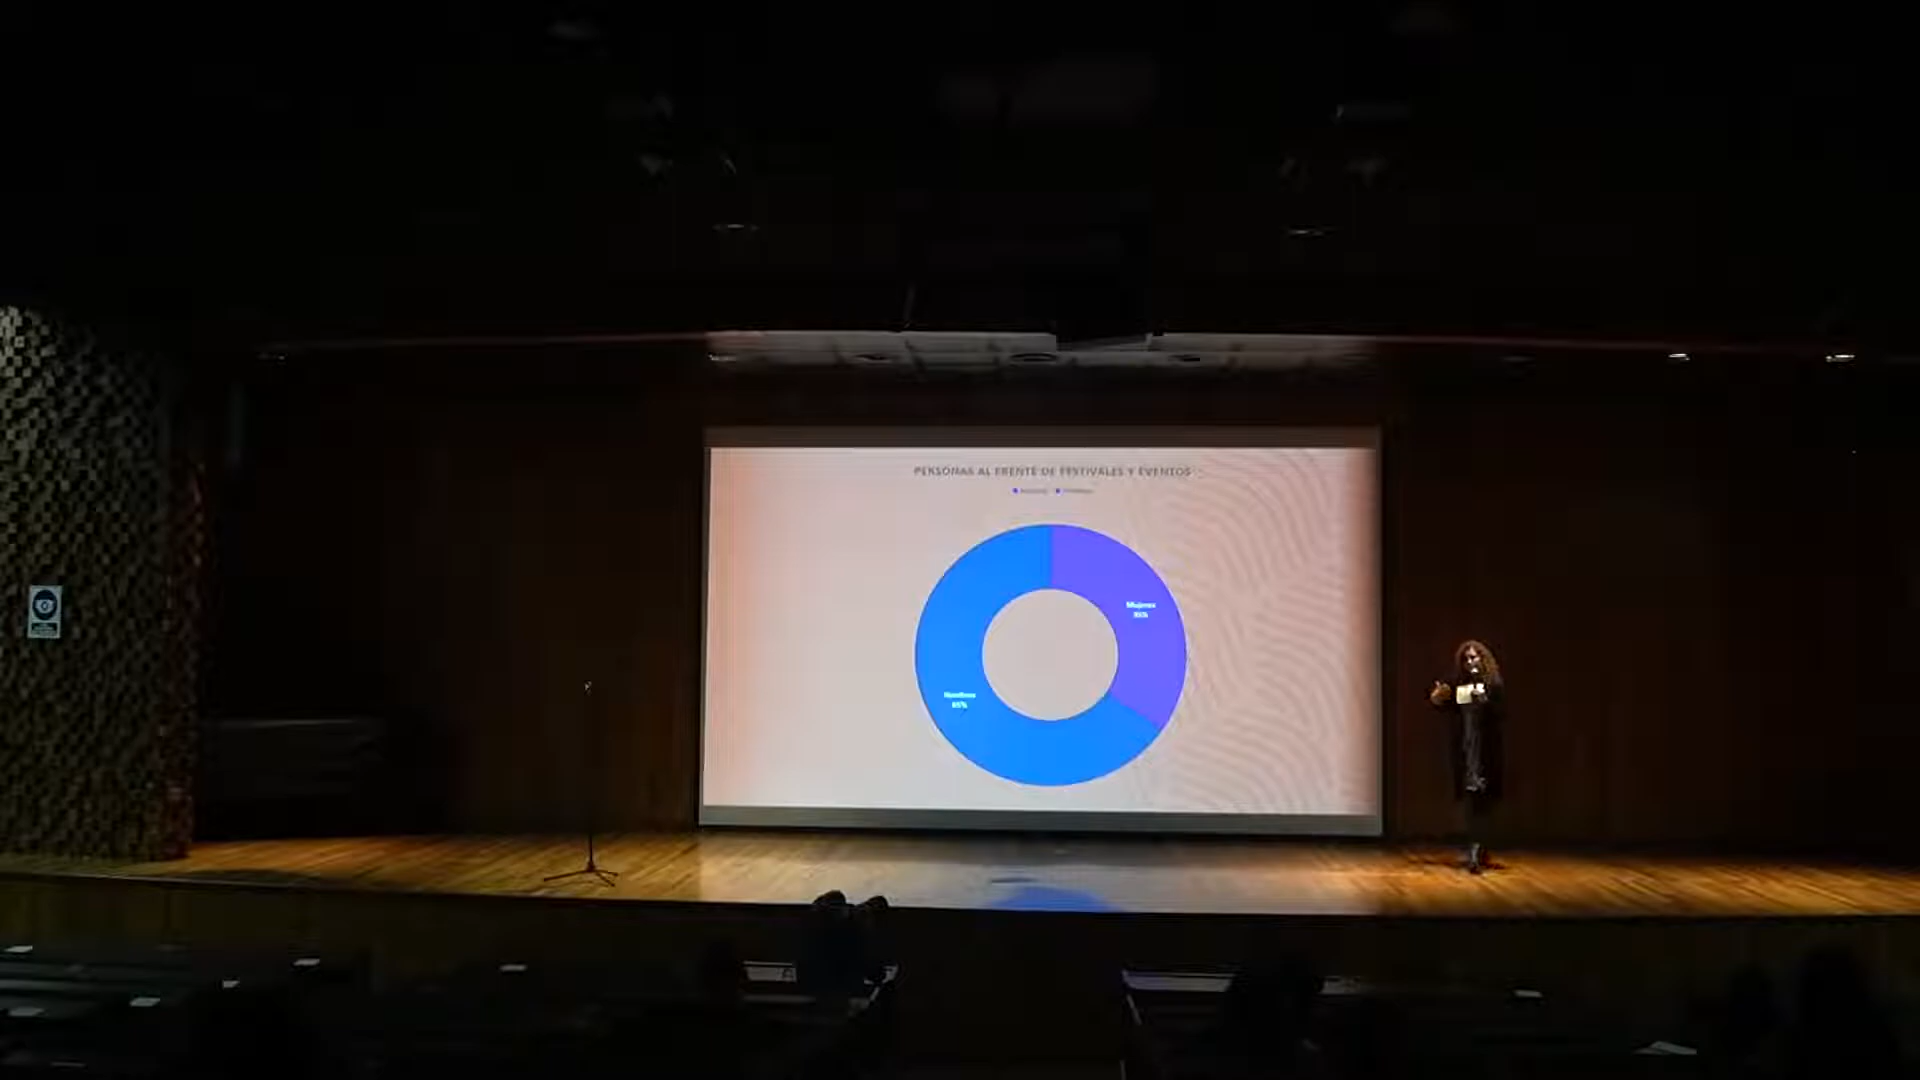 PERSONAS AL FRENTE DE FESTIVALES Y EVENTOS
Mujeres
35%
Hombres
65%